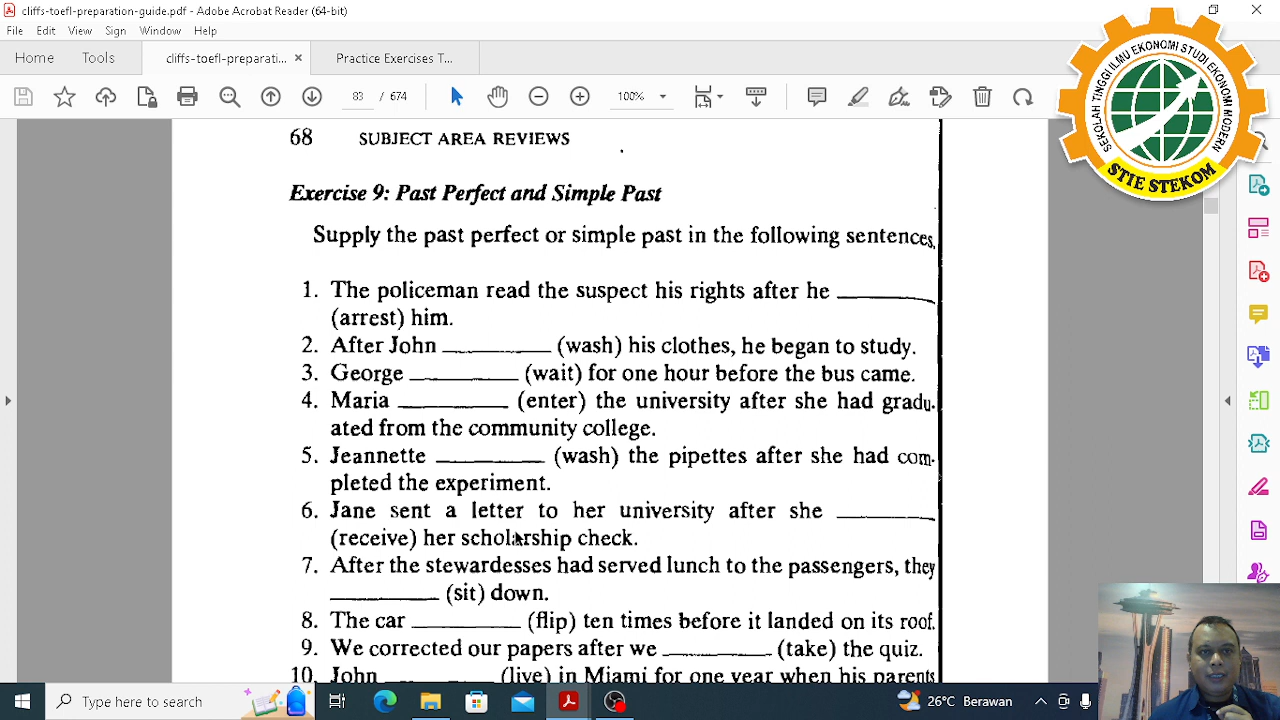 cliffs-toefl-preparation-guide.pdf - Adobe Acrobat Reader (64-bit)
File Edit View Sign Window Help
Home Tools cliffs-toefl-preparati... × Practice Exercises T...
83 / 674 100%
SEKOLAH TINGGI ILMU EKONOMI STUDI EKONOMI MODERN
STIE STEKOM
68 SUBJECT AREA REVIEWS
Exercise 9: Past Perfect and Simple Past
Supply the past perfect or simple past in the following sentences.
1. The policeman read the suspect his rights after he ________
(arrest) him.
2. After John ________ (wash) his clothes, he began to study.
3. George ________ (wait) for one hour before the bus came.
4. Maria ________ (enter) the university after she had gradu-
ated from the community college.
5. Jeannette ________ (wash) the pipettes after she had com-
pleted the experiment.
6. Jane sent a letter to her university after she ________
(receive) her scholarship check.
7. After the stewardesses had served lunch to the passengers, they
________ (sit) down.
8. The car ________ (flip) ten times before it landed on its roof.
9. We corrected our papers after we ________ (take) the quiz.
10. John ________ (live) in Miami for one year when his parents
Type here to search
26°C Berawan